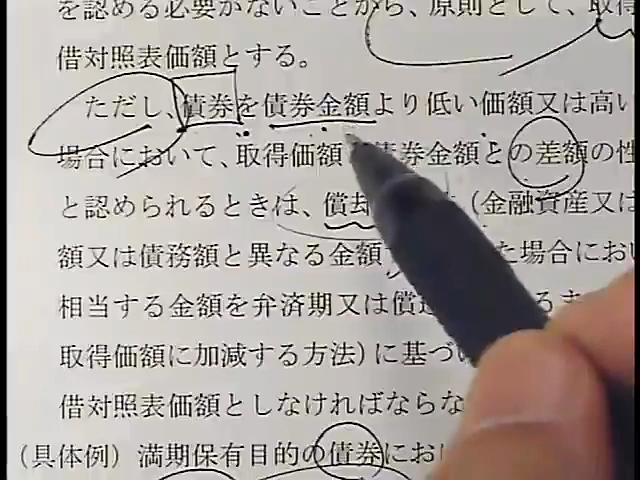 を認める必要がないことから、原則として、取得
借対照表価額とする。
ただし、債券を債券金額より低い価額又は高い
場合において、取得価額 債券金額との差額の性
と認められるときは、償却 (金融資産又は
額又は債務額と異なる金額 た場合におい
相当する金額を弁済期又は償還 るま
取得価額に加減する方法)に基づい
借対照表価額としなければならな
(具体例)満期保有目的の債券にお